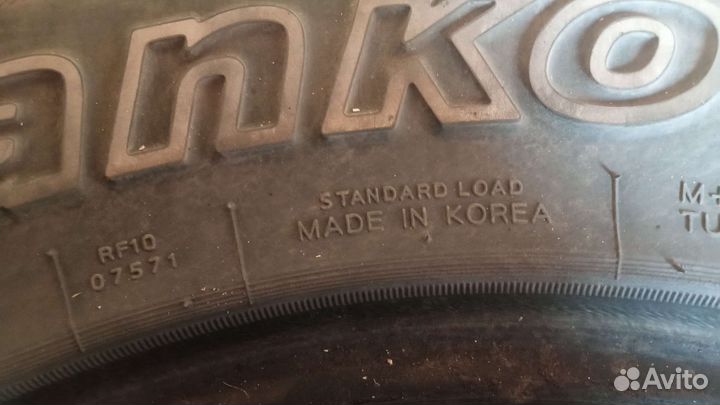 anko
RF10
07571
STANDARD LOAD
MADE IN KOREA
M+
TU
Avito